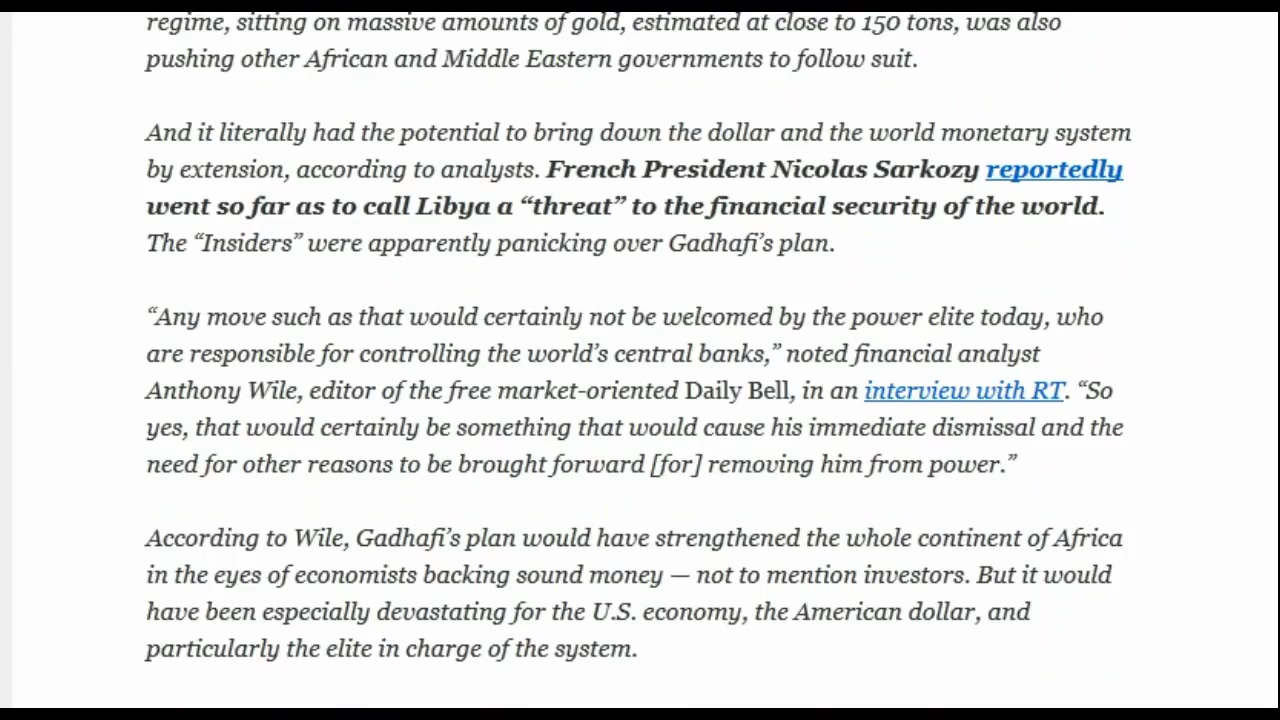 regime, sitting on massive amounts of gold, estimated at close to 150 tons, was also
pushing other African and Middle Eastern governments to follow suit.
And it literally had the potential to bring down the dollar and the world monetary system
by extension, according to analysts. French President Nicolas Sarkozy reportedly
went so far as to call Libya a “threat” to the financial security of the world.
The “Insiders” were apparently panicking over Gadhafi’s plan.
“Any move such as that would certainly not be welcomed by the power elite today, who
are responsible for controlling the world’s central banks,” noted financial analyst
Anthony Wile, editor of the free market-oriented Daily Bell, in an interview with RT. “So
yes, that would certainly be something that would cause his immediate dismissal and the
need for other reasons to be brought forward [for] removing him from power.”
According to Wile, Gadhafi’s plan would have strengthened the whole continent of Africa
in the eyes of economists backing sound money — not to mention investors. But it would
have been especially devastating for the U.S. economy, the American dollar, and
particularly the elite in charge of the system.